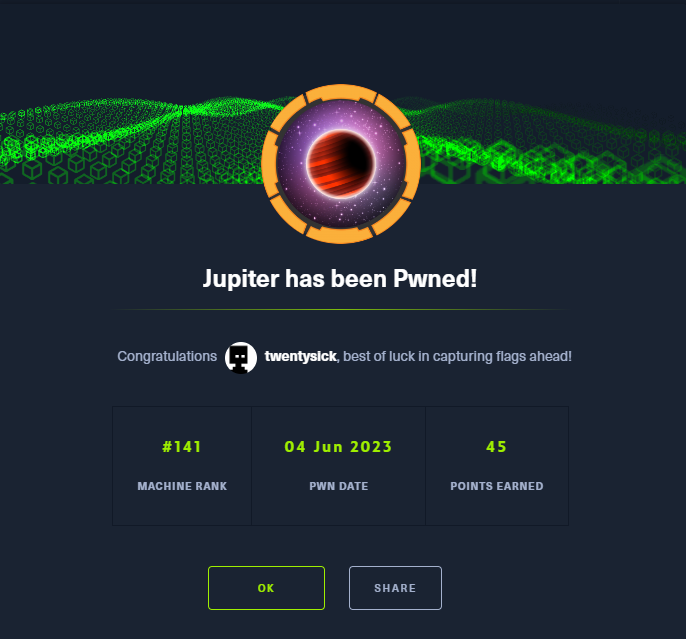 Jupiter has been Pwned!
Congratulations twentysick, best of luck in capturing flags ahead!
#141 04 Jun 2023 45
MACHINE RANK PWN DATE POINTS EARNED
OK SHARE